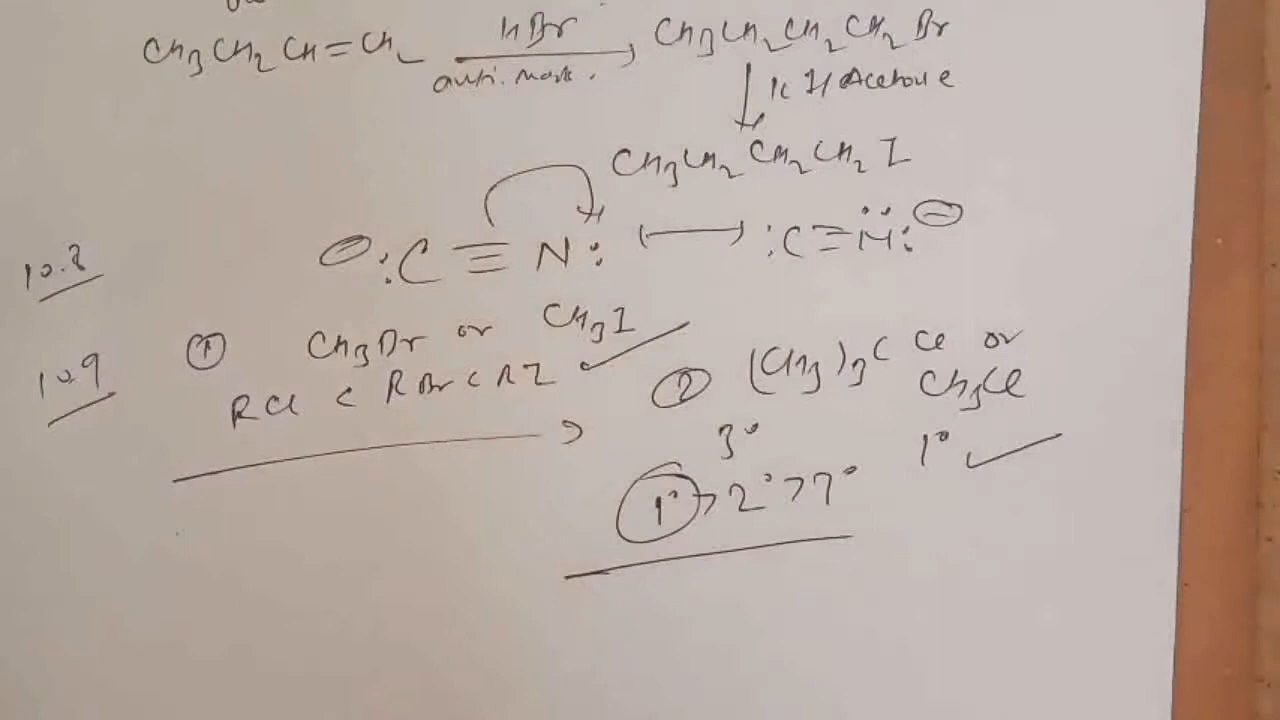 CH3CH2CH=CH2 HBr → CH3CH2CH2CH2Br
anti. mark.
↓ KI/Acetone
CH3CH2CH2CH2I
10.8 ⊖:C≡N: ⟷ :C=N̈:⊖
10.9 ① CH3Br or CH3I ✓
RCl < RBr < RI
② (CH3)3C Cl or
CH3Cl
3° 1° ✓
1° > 2° > 3°